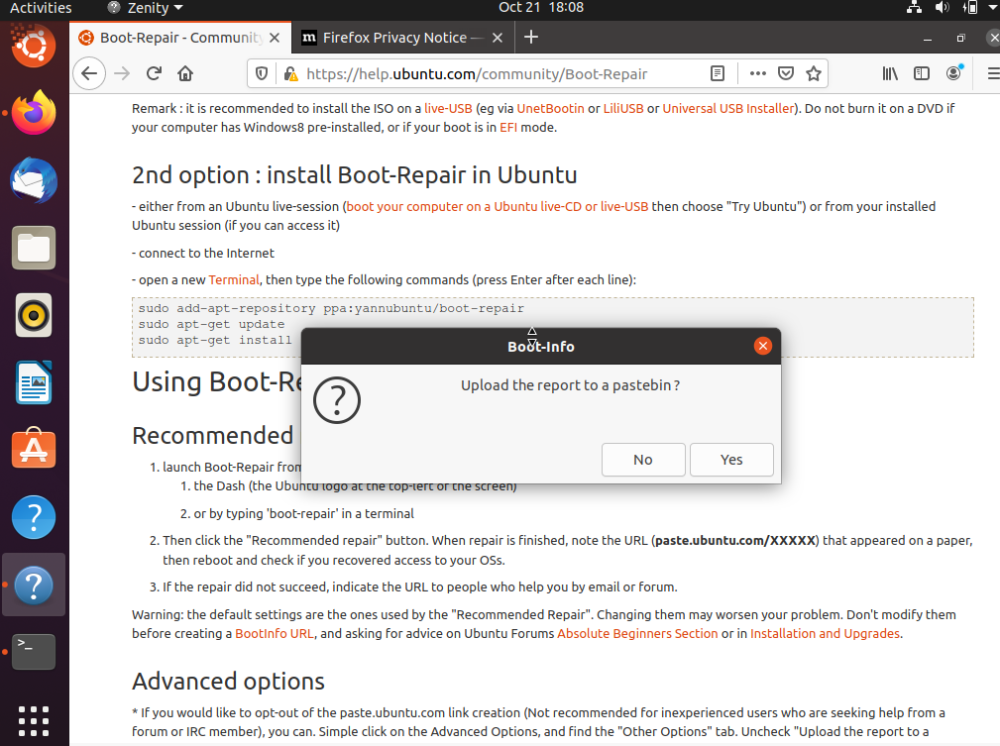 Activities
Zenity
Oct 21 18:08
Boot-Repair - Community
Firefox Privacy Notice —
https://help.ubuntu.com/community/Boot-Repair
Remark : it is recommended to install the ISO on a live-USB (eg via UnetBootin or LiliUSB or Universal USB Installer). Do not burn it on a DVD if
your computer has Windows8 pre-installed, or if your boot is in EFI mode.
2nd option : install Boot-Repair in Ubuntu
- either from an Ubuntu live-session (boot your computer on a Ubuntu live-CD or live-USB then choose "Try Ubuntu") or from your installed
Ubuntu session (if you can access it)
- connect to the Internet
- open a new Terminal, then type the following commands (press Enter after each line):
sudo add-apt-repository ppa:yannubuntu/boot-repair
sudo apt-get update
sudo apt-get install
Boot-Info
Upload the report to a pastebin ?
No
Yes
Using Boot-Re
Recommended
1. launch Boot-Repair from
1. the Dash (the Ubuntu logo at the top-left of the screen)
2. or by typing 'boot-repair' in a terminal
2. Then click the "Recommended repair" button. When repair is finished, note the URL (paste.ubuntu.com/XXXXX) that appeared on a paper,
then reboot and check if you recovered access to your OSs.
3. If the repair did not succeed, indicate the URL to people who help you by email or forum.
Warning: the default settings are the ones used by the "Recommended Repair". Changing them may worsen your problem. Don't modify them
before creating a BootInfo URL, and asking for advice on Ubuntu Forums Absolute Beginners Section or in Installation and Upgrades.
Advanced options
* If you would like to opt-out of the paste.ubuntu.com link creation (Not recommended for inexperienced users who are seeking help from a
forum or IRC member), you can. Simple click on the Advanced Options, and find the "Other Options" tab. Uncheck "Upload the report to a